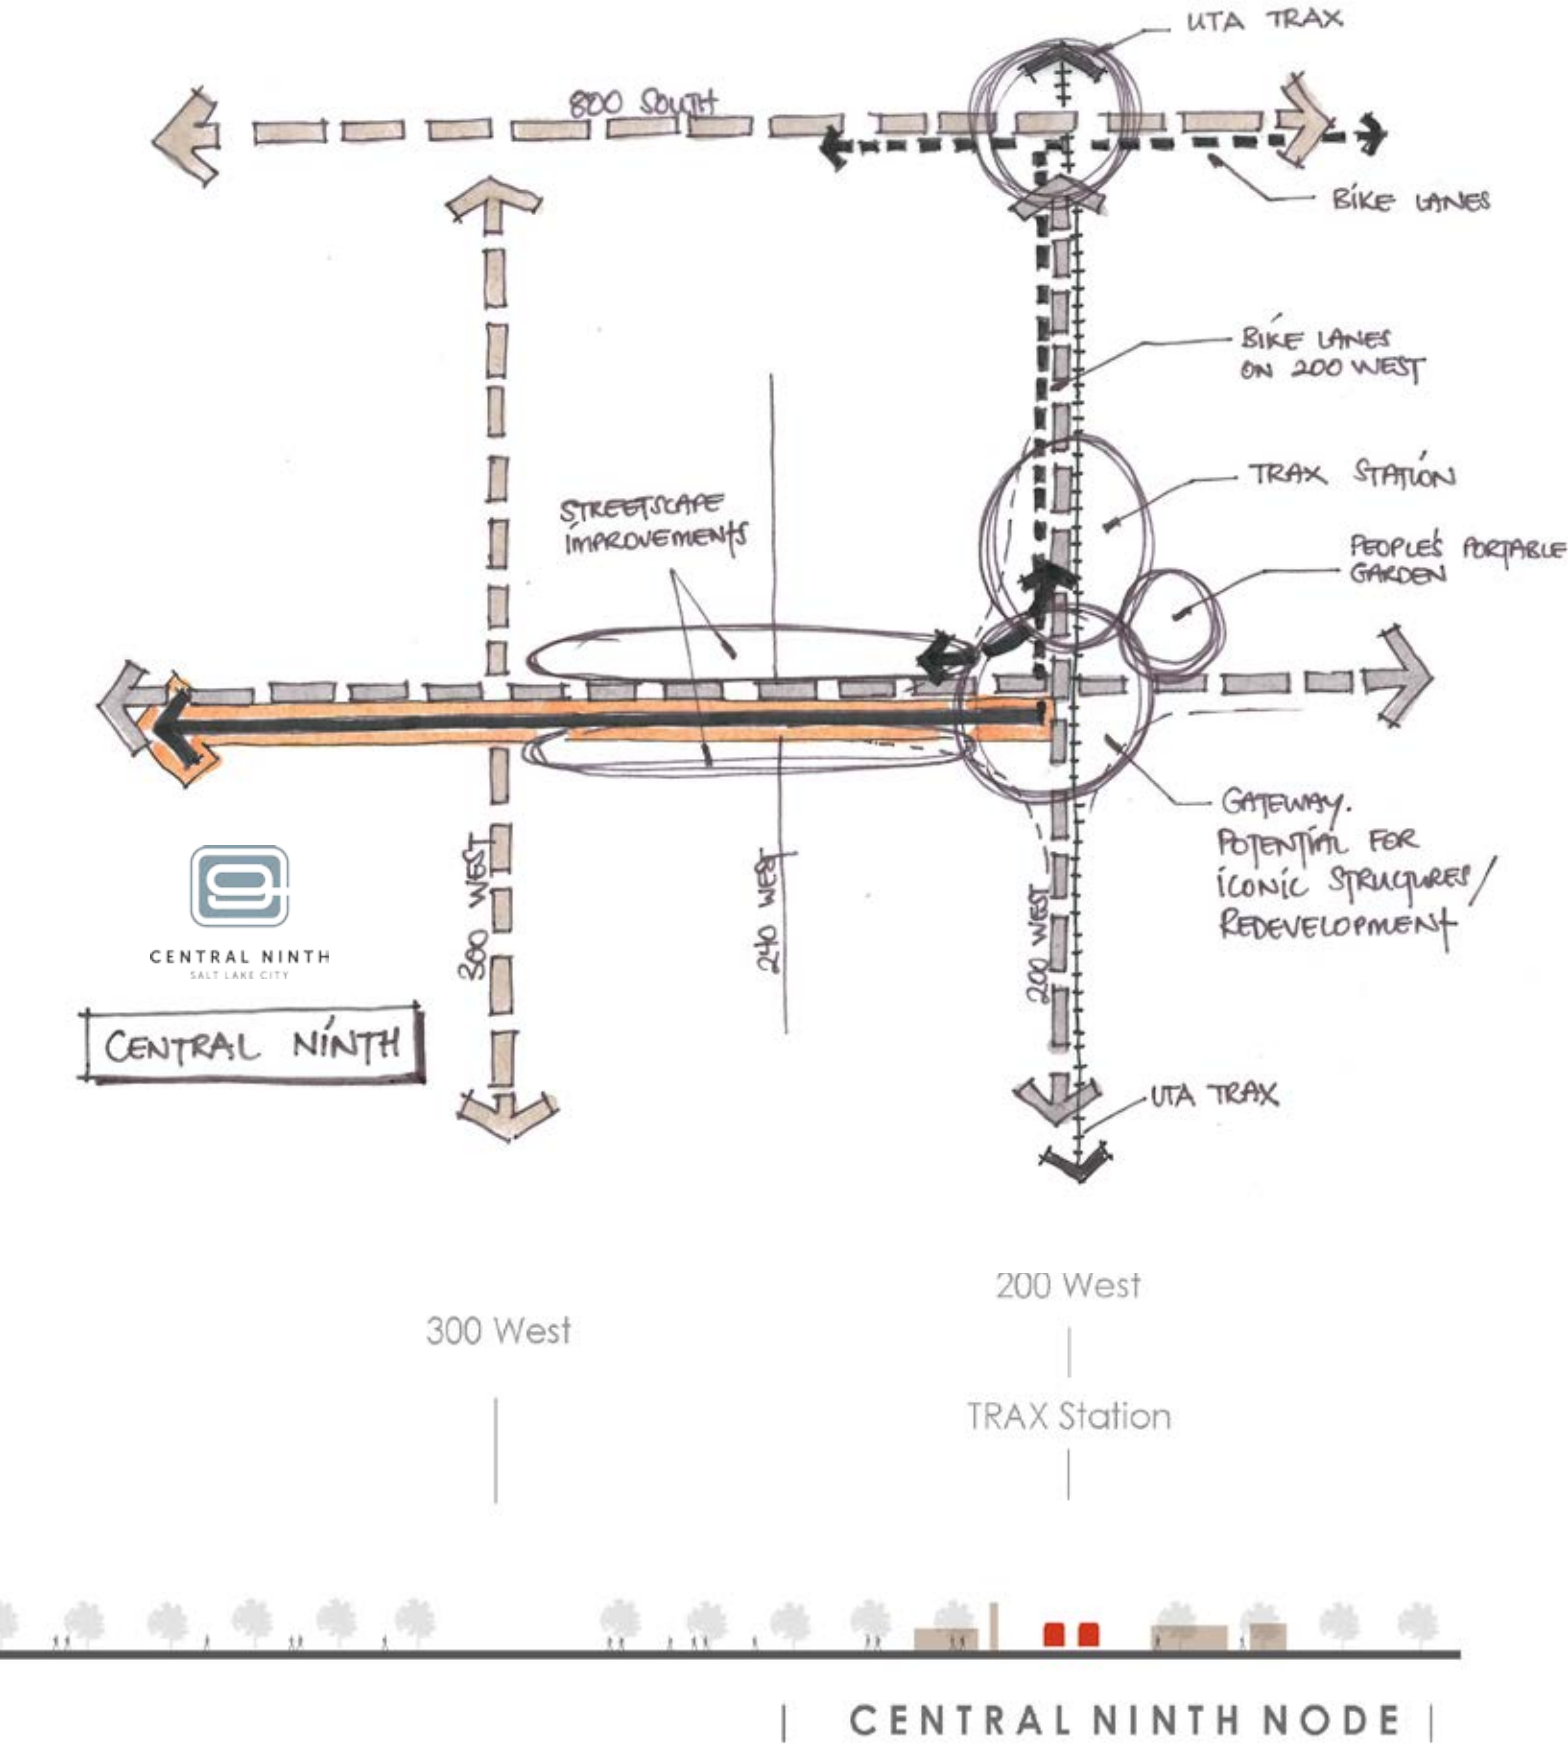 UTA TRAX
800 SOUTH
BIKE LANES
BIKE LANES
ON 200 WEST
TRAX STATION
STREETSCAPE
IMPROVEMENTS
PEOPLE'S PORTABLE
GARDEN
GATEWAY.
POTENTIAL FOR
ICONIC STRUCTURES/
REDEVELOPMENT
300 WEST
240 WEST
200 WEST
9
CENTRAL NINTH
SALT LAKE CITY
CENTRAL NINTH
UTA TRAX
200 West
300 West
TRAX Station
| CENTRAL NINTH NODE |